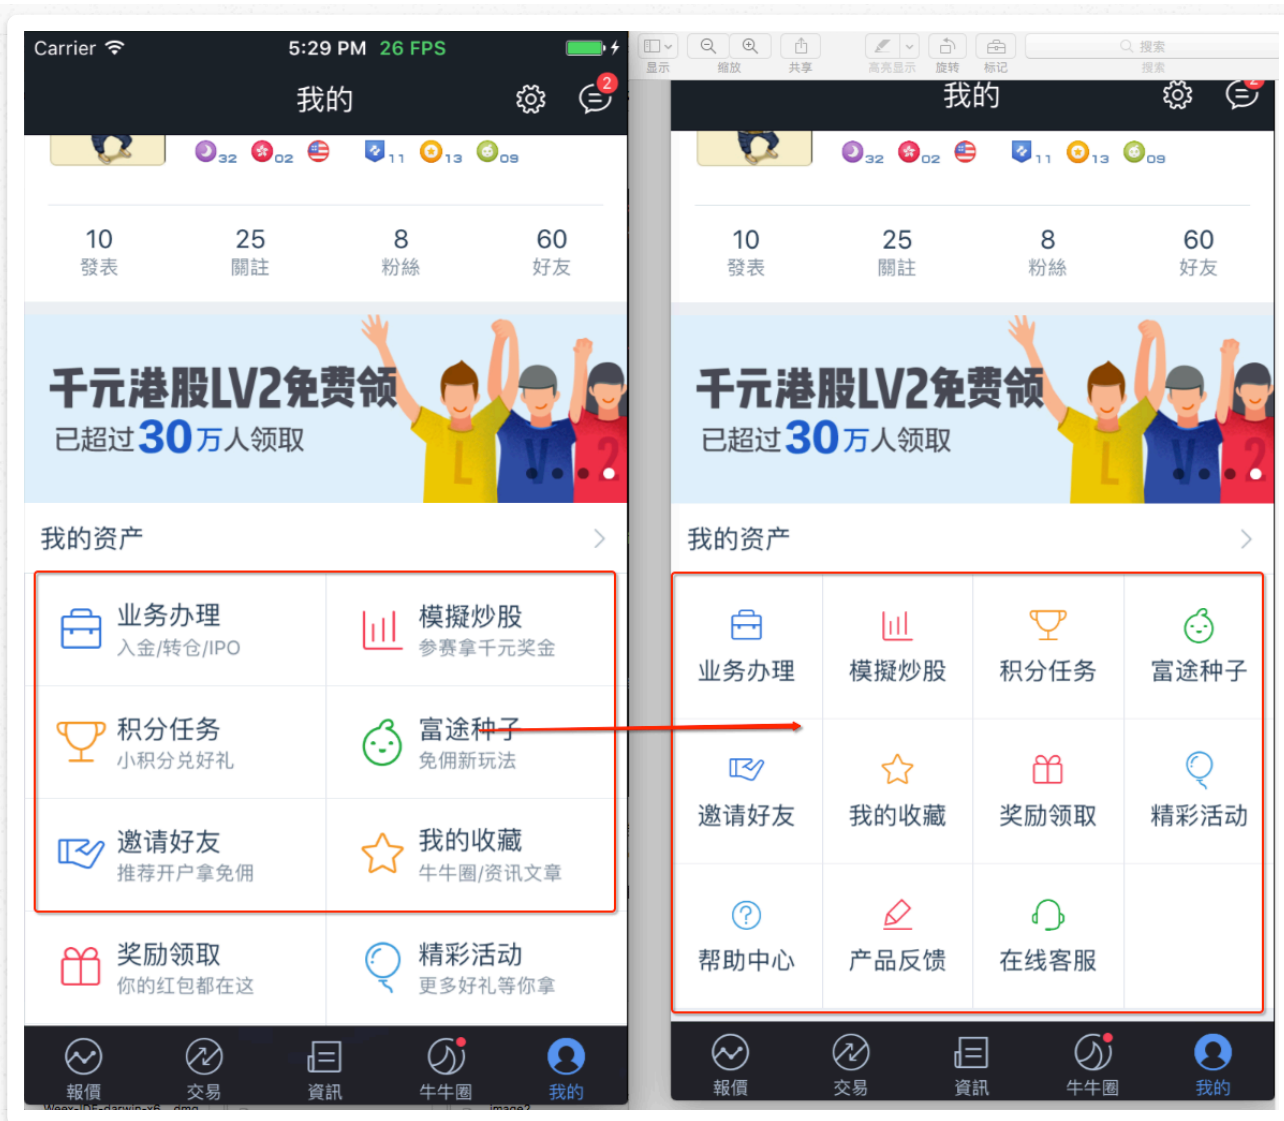 Carrier 5:29 PM 26 FPS
我的 2
32 02 11 13 09
10 25 8 60
發表 關註 粉絲 好友
千元港股LV2免费领
已超过30万人领取
L V 2
我的资产
业务办理 模擬炒股
入金/转仓/IPO 参赛拿千元奖金
积分任务 富途种子
小积分兑好礼 免佣新玩法
邀请好友 我的收藏
推荐开户拿免佣 牛牛圈/资讯文章
奖励领取 精彩活动
你的红包都在这 更多好礼等你拿
報價 交易 資訊 牛牛圈 我的
Weex-IDE-darwin-x6 .dmg image2
搜索
显示 缩放 共享 高亮显示 旋转 标记 搜索
我的 2
32 02 11 13 09
10 25 8 60
發表 關註 粉絲 好友
千元港股LV2免费领
已超过30万人领取
L V 2
我的资产
业务办理 模擬炒股 积分任务 富途种子
邀请好友 我的收藏 奖励领取 精彩活动
帮助中心 产品反馈 在线客服
報價 交易 資訊 牛牛圈 我的